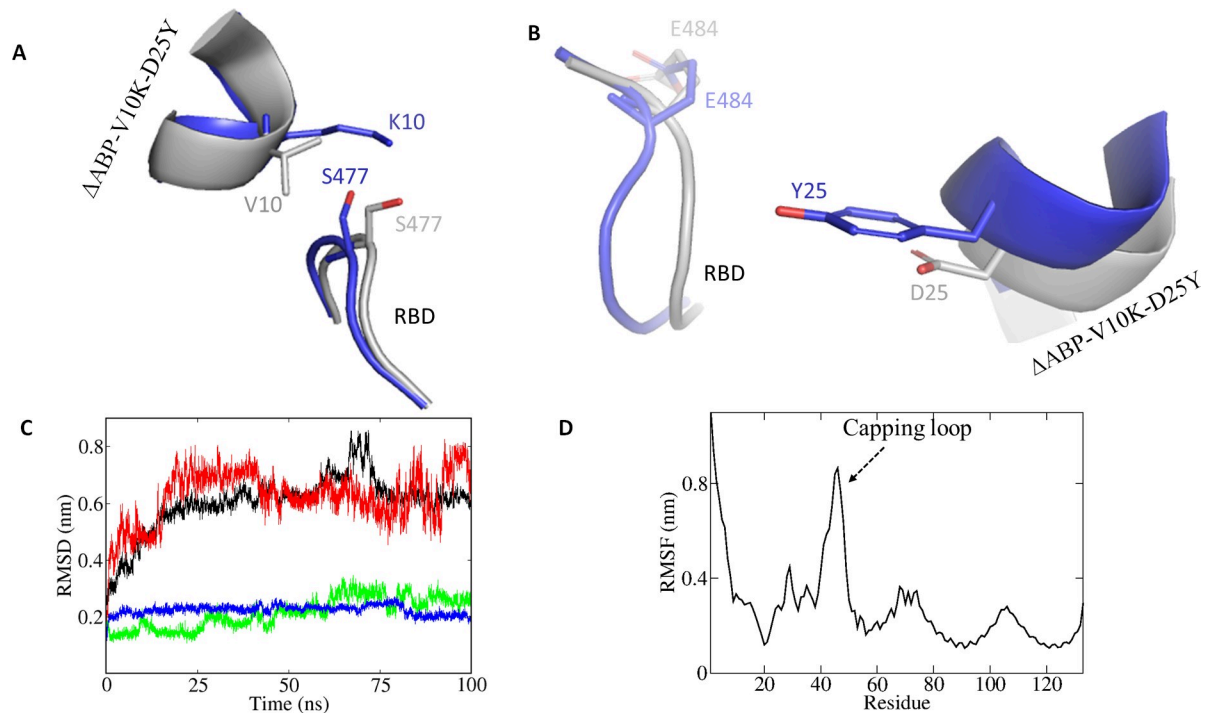 A
ΔABP-V10K-D25Y
K10
S477
V10
S477
RBD
B
E484
E484
Y25
D25
RBD
ΔABP-V10K-D25Y
C
RMSD (nm)
0.8
0.6
0.4
0.2
0 25 50 75 100
Time (ns)
D
Capping loop
RMSF (nm)
0.8
0.4
0
20 40 60 80 100 120
Residue